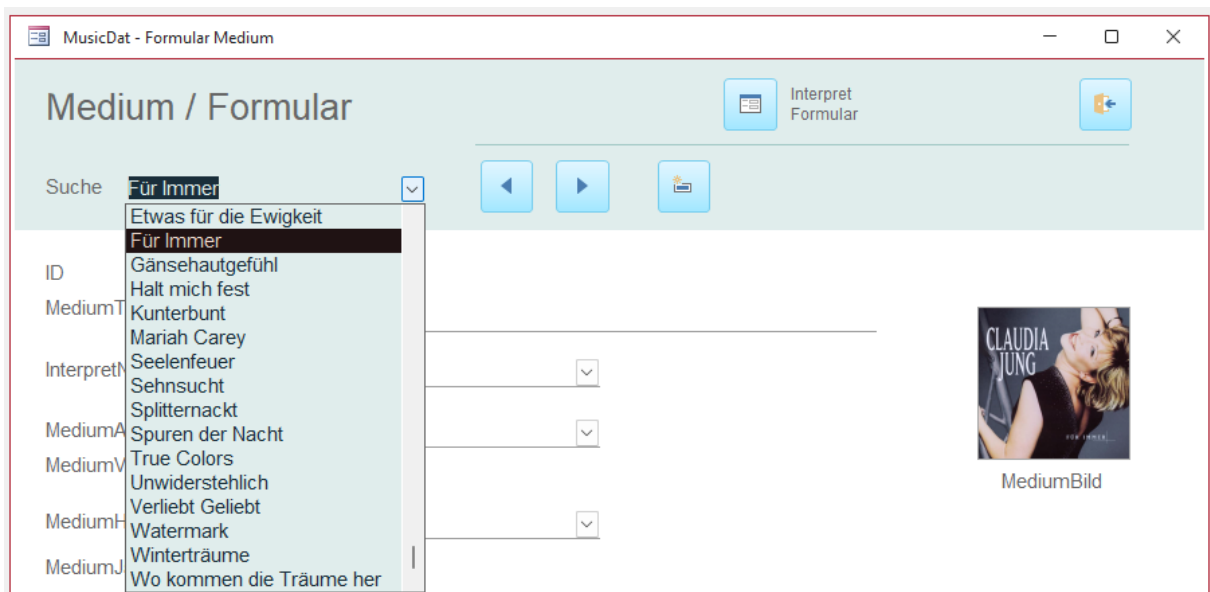 MusicDat - Formular Medium
Medium / Formular
Interpret
Formular
Suche
Für Immer
Etwas für die Ewigkeit
Für Immer
Gänsehautgefühl
Halt mich fest
Kunterbunt
Mariah Carey
Seelenfeuer
Sehnsucht
Splitternackt
Spuren der Nacht
True Colors
Unwiderstehlich
Verliebt Geliebt
Watermark
Winterträume
Wo kommen die Träume her
ID
MediumT
InterpretN
MediumA
MediumV
MediumH
MediumJ
CLAUDIA
JUNG
FÜR IMMER
MediumBild